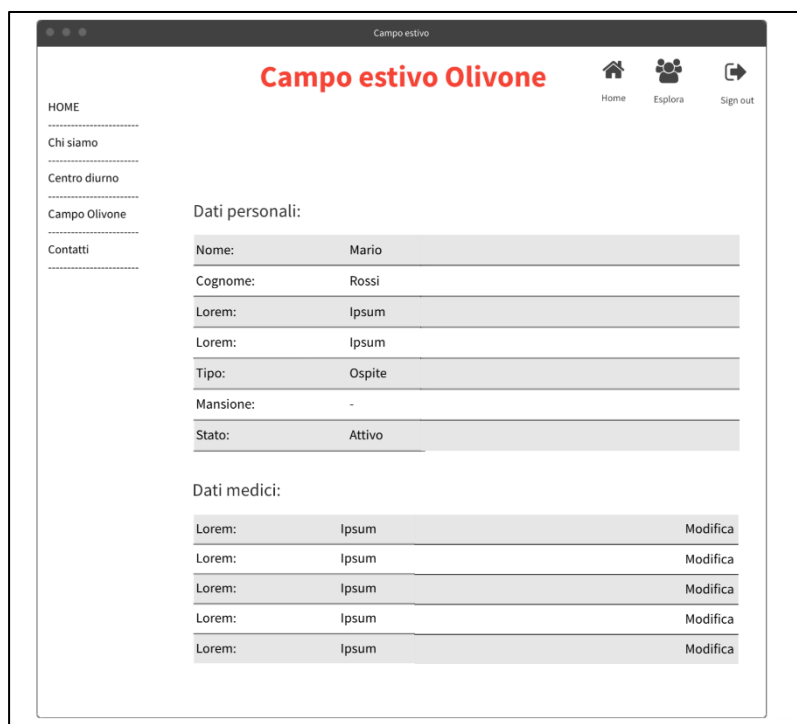 Campo estivo
Campo estivo Olivone
Home Esplora Sign out
HOME
------------------------
Chi siamo
------------------------
Centro diurno
------------------------
Campo Olivone
------------------------
Contatti
------------------------
Dati personali:
Nome: Mario
Cognome: Rossi
Lorem: Ipsum
Lorem: Ipsum
Tipo: Ospite
Mansione: -
Stato: Attivo
Dati medici:
Lorem: Ipsum Modifica
Lorem: Ipsum Modifica
Lorem: Ipsum Modifica
Lorem: Ipsum Modifica
Lorem: Ipsum Modifica